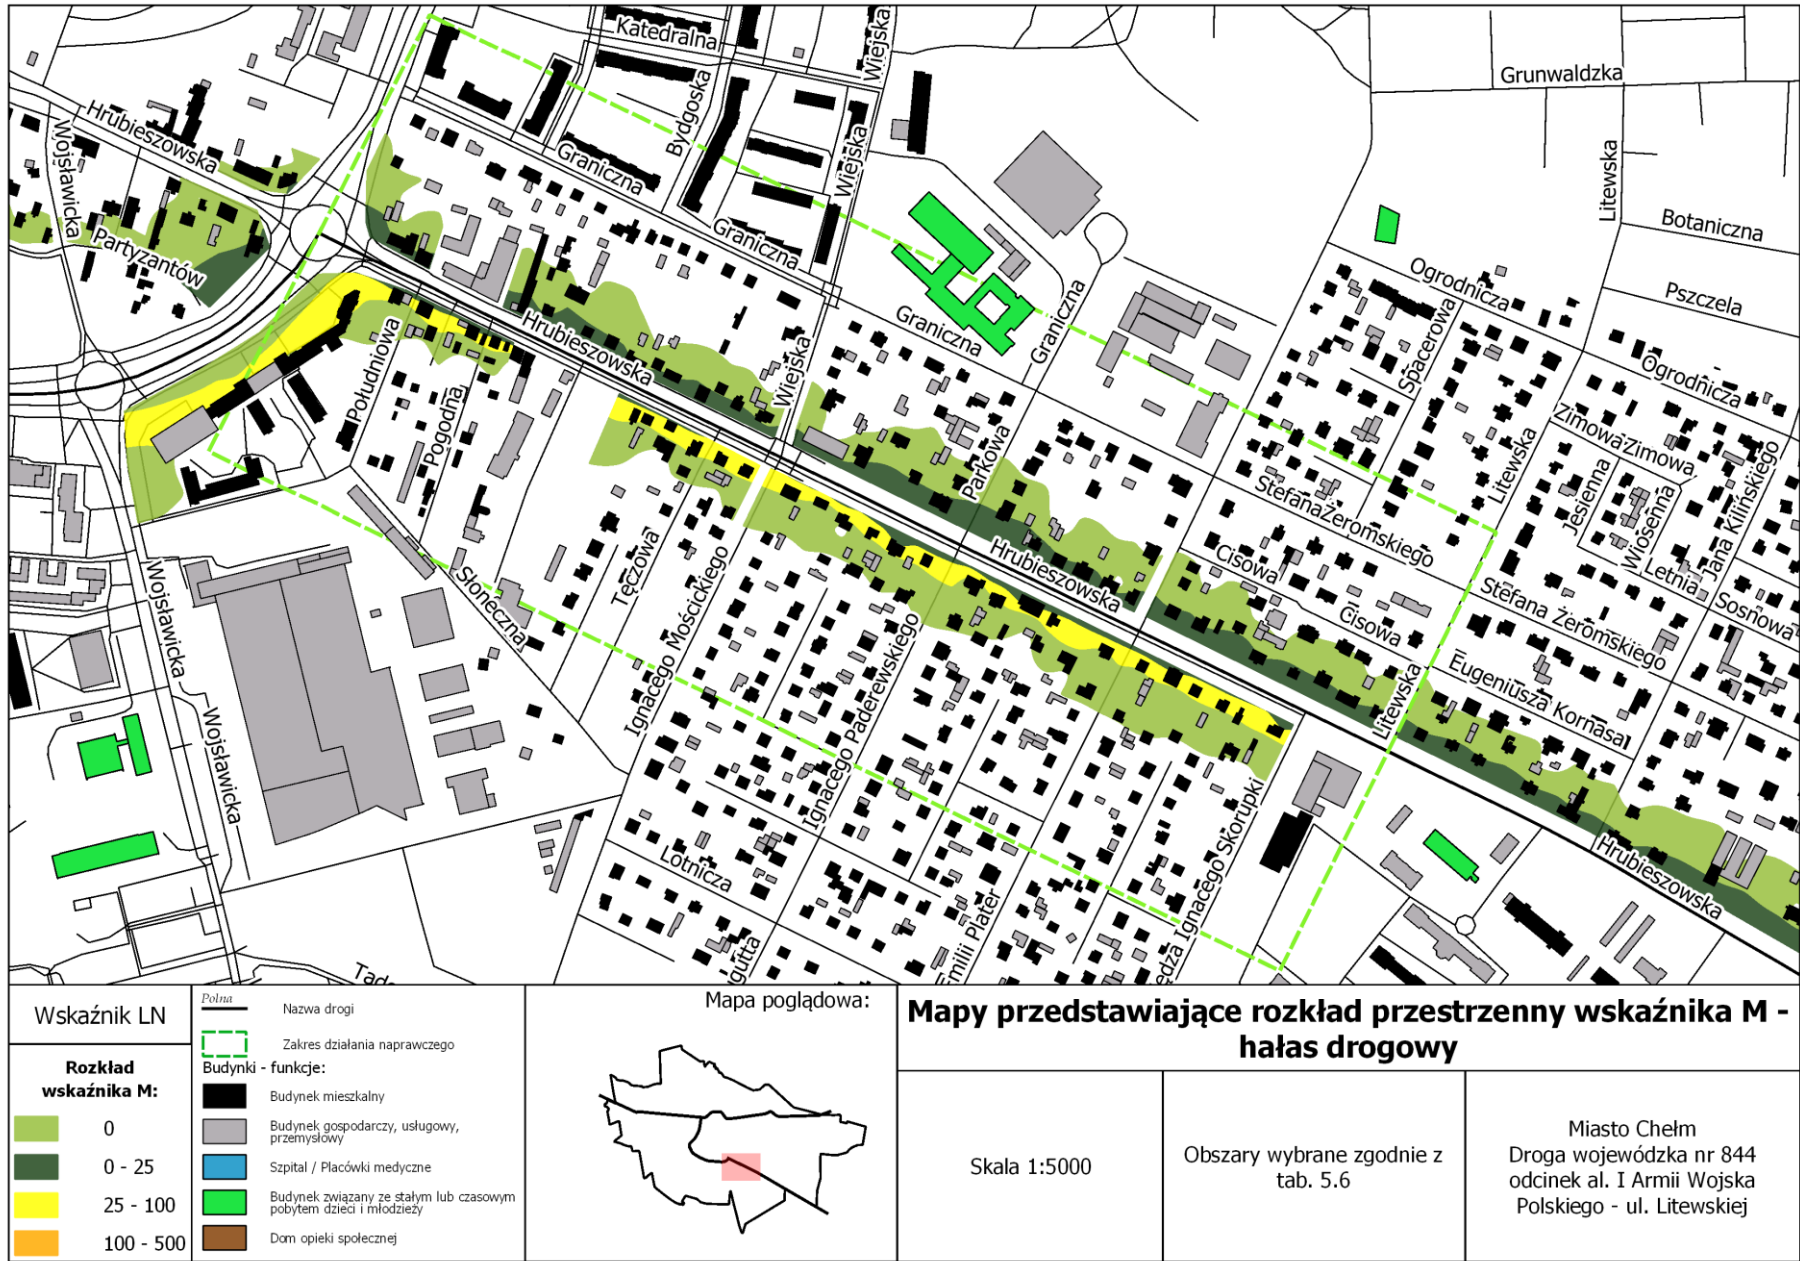 Katedralna
Wiejska
Grunwaldzka
Hrubieszowska
Wojsławicka
Bydgoska
Graniczna
Wiejska
Litewska
Botaniczna
Partyzantów
Graniczna
Ogrodnicza
Pszczela
Graniczna
Graniczna
Hrubieszowska
Południowa
Wiejska
Spacerowa
Ogrodnicza
Pogodna
Zimowa
Zimowa
Parkowa
Litewska
Stefana Żeromskiego
Jesienna
Wiosenna
Jana Kilińskiego
Hrubieszowska
Cisowa
Letnia
Sosnowa
Wojsławicka
Słoneczna
Tęczowa
Ignacego Mościckiego
Cisowa
Stefana Żeromskiego
Ignacego Paderewskiego
Litewska
Eugeniusza Kornasa
Wojsławicka
Lotnicza
Hrubieszowska
Emilii Plater
edza Ignacego Skorupki
gutta
Tade
Wskaźnik LN
Rozkład
wskaźnika M:
0
0 - 25
25 - 100
100 - 500
Polna
Nazwa drogi
Zakres działania naprawczego
Budynki - funkcje:
Budynek mieszkalny
Budynek gospodarczy, usługowy,
przemysłowy
Szpital / Placówki medyczne
Budynek związany ze stałym lub czasowym
pobytem dzieci i młodzieży
Dom opieki społecznej
Mapa poglądowa:
Mapy przedstawiające rozkład przestrzenny wskaźnika M -
hałas drogowy
Skala 1:5000
Obszary wybrane zgodnie z
tab. 5.6
Miasto Chełm
Droga wojewódzka nr 844
odcinek al. I Armii Wojska
Polskiego - ul. Litewskiej